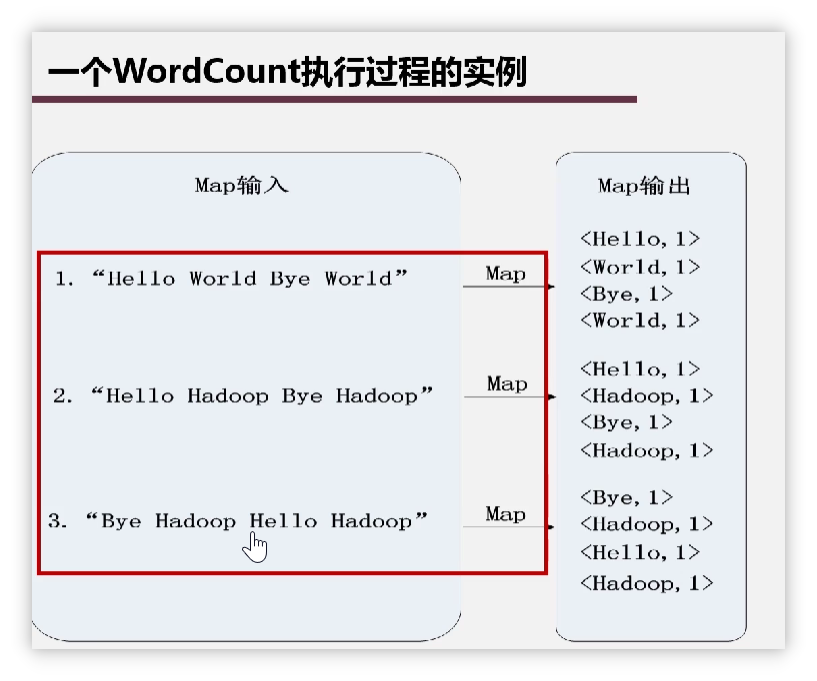 一个WordCount执行过程的实例
Map输入
Map输出
1. “Hello World Bye World”
Map
<Hello, 1>
<World, 1>
<Bye, 1>
<World, 1>
2. “Hello Hadoop Bye Hadoop”
Map
<Hello, 1>
<Hadoop, 1>
<Bye, 1>
<Hadoop, 1>
3. “Bye Hadoop Hello Hadoop”
Map
<Bye, 1>
<Hadoop, 1>
<Hello, 1>
<Hadoop, 1>